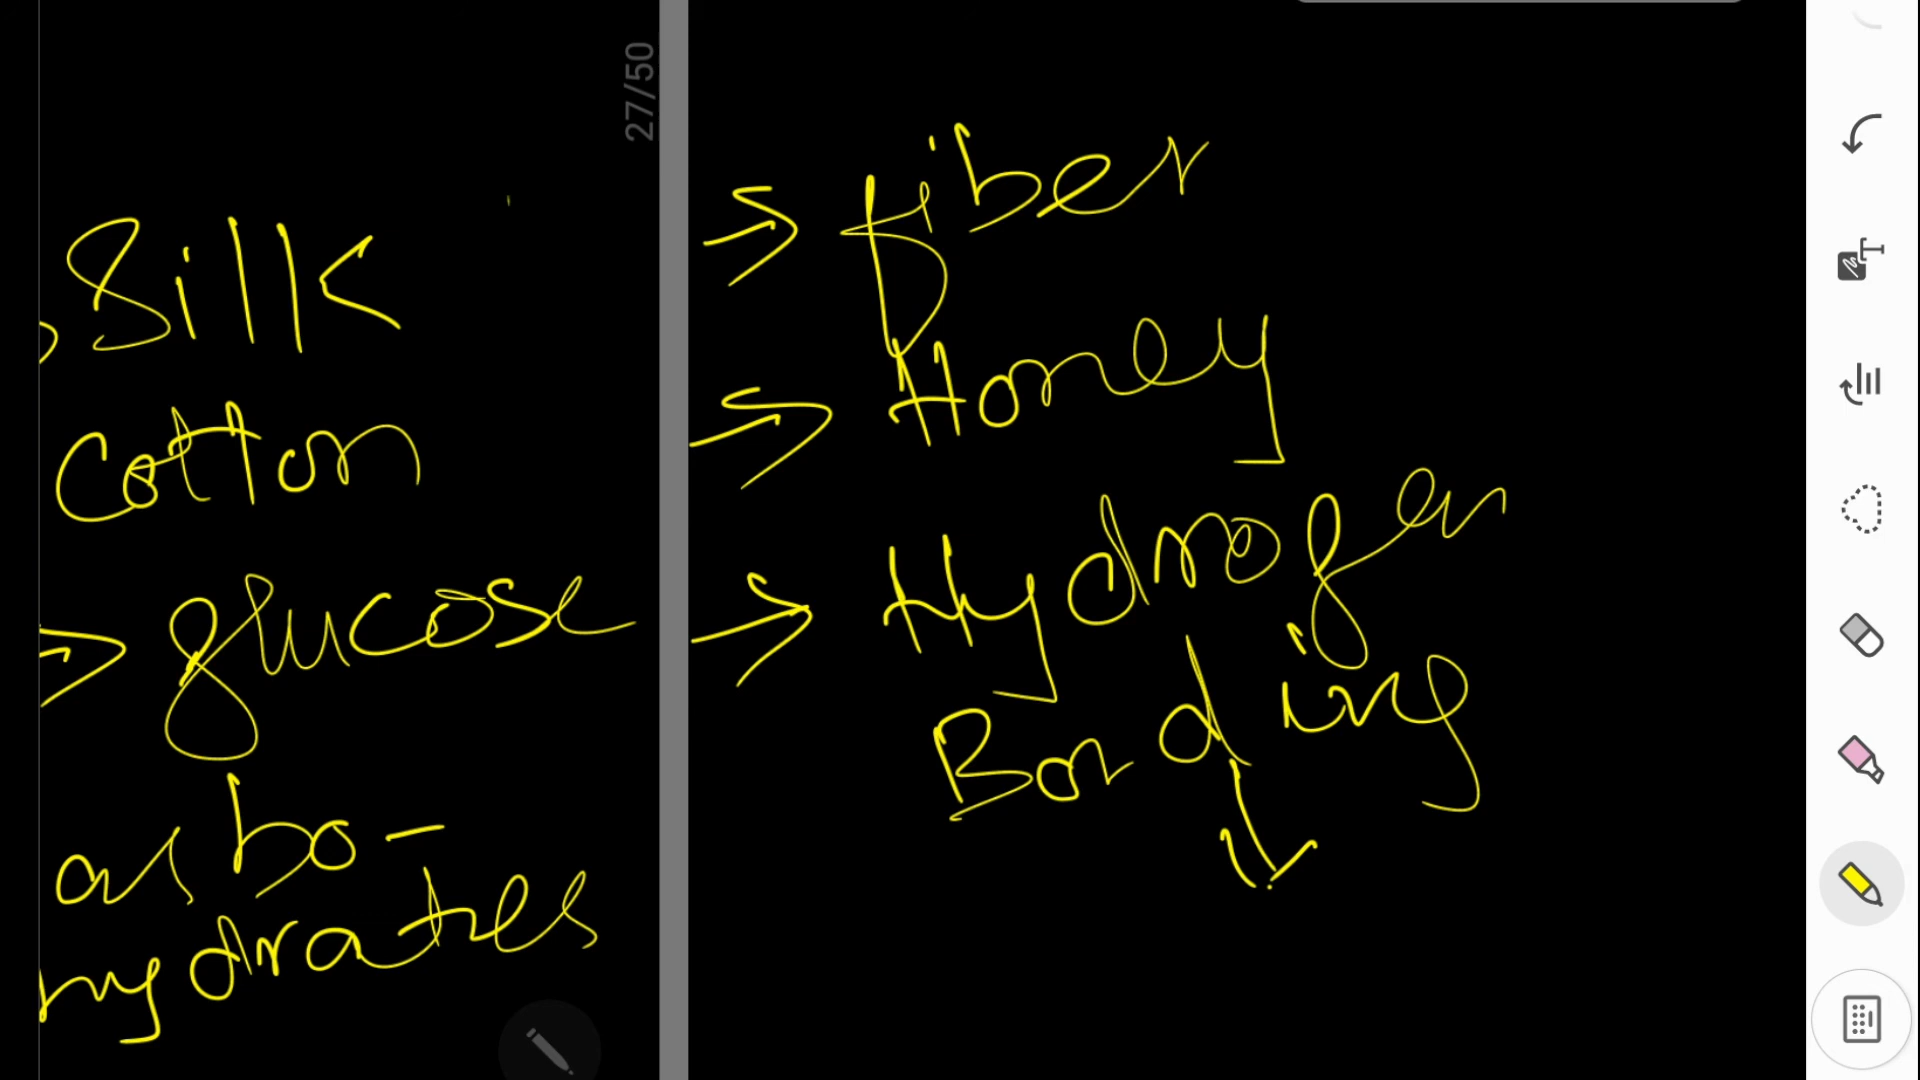 Silk
Cotton
glucose
arbo-
hydrates
27/50
→ fiber
→ Honey
→ Hydrogen
Bonding